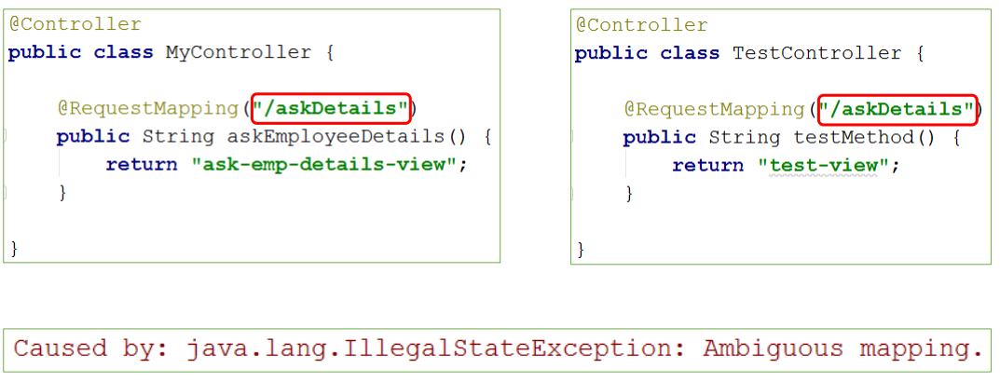 @Controller
public class MyController {
@RequestMapping("/askDetails")
public String askEmployeeDetails() {
return "ask-emp-details-view";
}
}
@Controller
public class TestController {
@RequestMapping("/askDetails")
public String testMethod() {
return "test-view";
}
}
Caused by: java.lang.IllegalStateException: Ambiguous mapping.